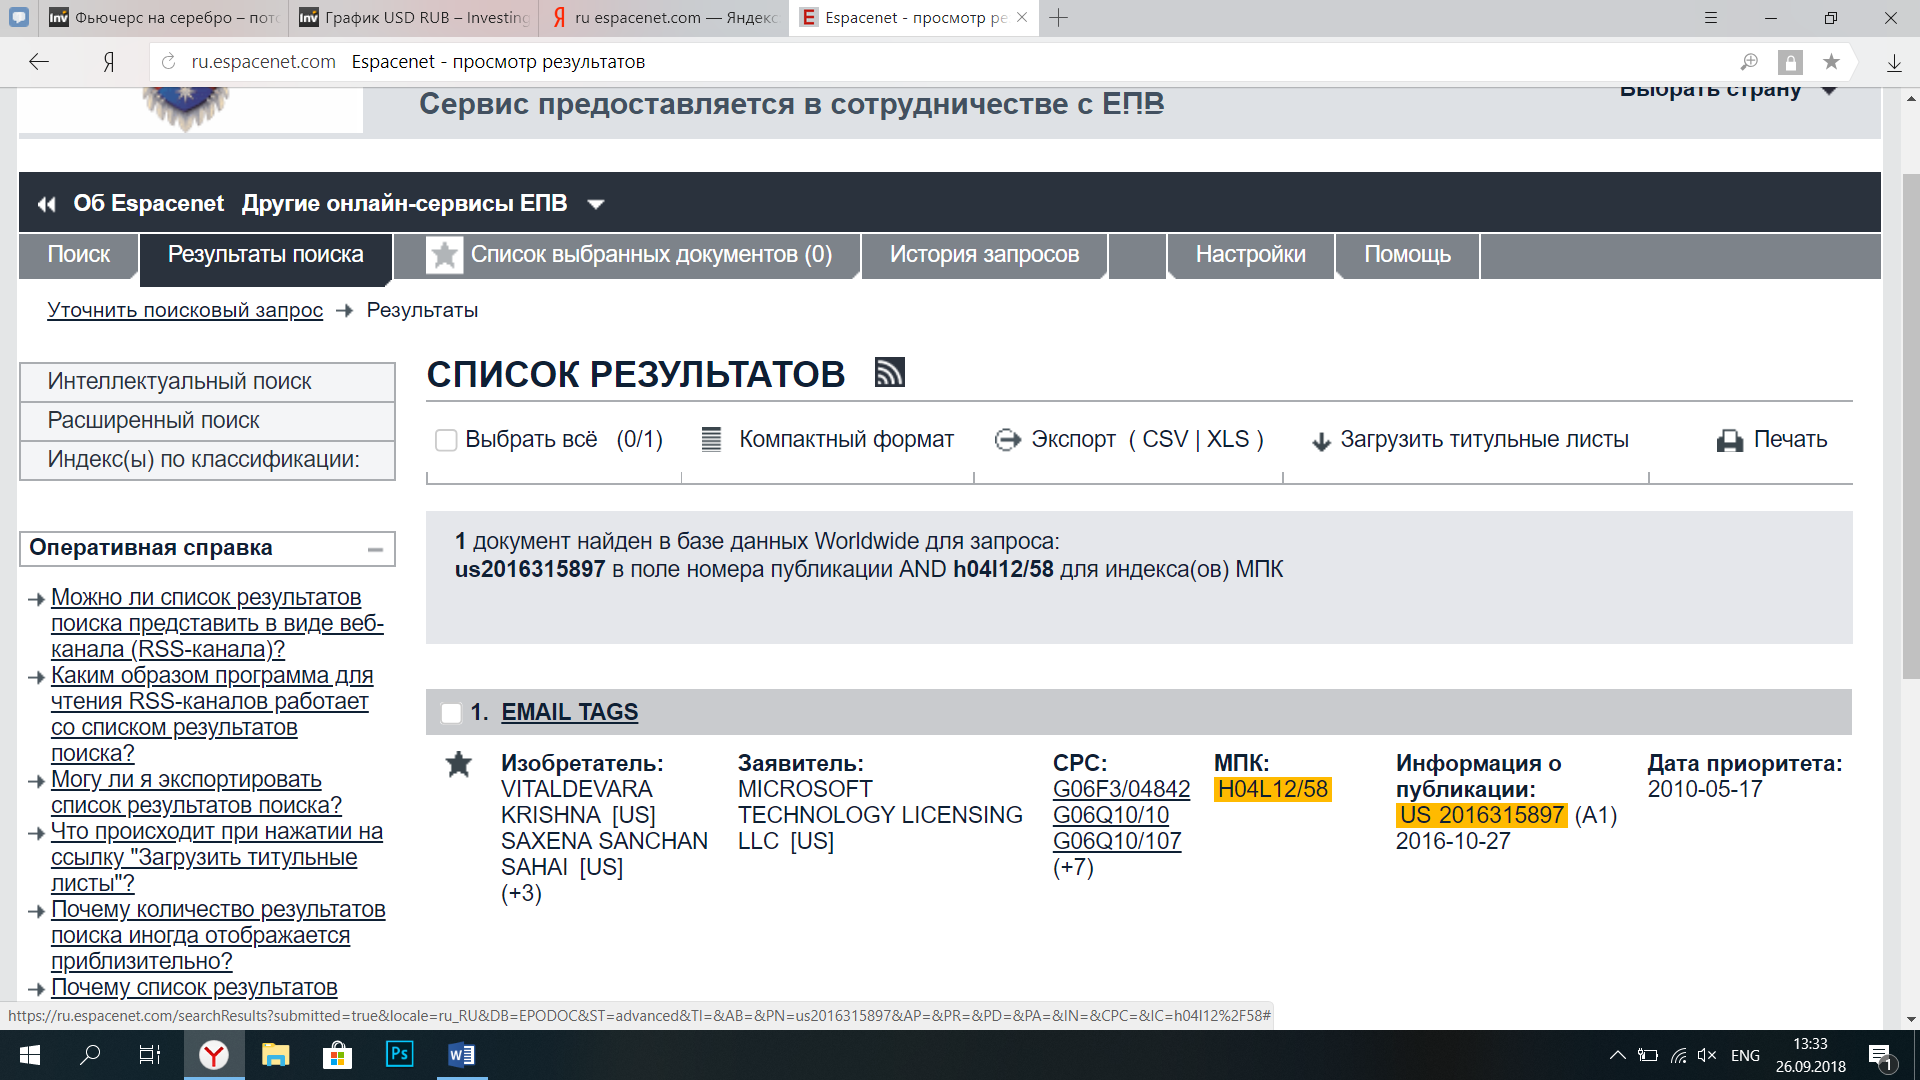 Фьючерс на серебро – пото
График USD RUB – Investing
ru espacenet.com — Яндекс
Espacenet - просмотр ре
ru.espacenet.com Espacenet - просмотр результатов
Сервис предоставляется в сотрудничестве с ЕПВ
Выбрать страну
Об Espacenet Другие онлайн-сервисы ЕПВ
Поиск
Результаты поиска
Список выбранных документов (0)
История запросов
Настройки
Помощь
Уточнить поисковый запрос → Результаты
Интеллектуальный поиск
Расширенный поиск
Индекс(ы) по классификации:
Оперативная справка
Можно ли список результатов
поиска представить в виде веб-
канала (RSS-канала)?
Каким образом программа для
чтения RSS-каналов работает
со списком результатов
поиска?
Могу ли я экспортировать
список результатов поиска?
Что происходит при нажатии на
ссылку "Загрузить титульные
листы"?
Почему количество результатов
поиска иногда отображается
приблизительно?
Почему список результатов
СПИСОК РЕЗУЛЬТАТОВ
Выбрать всё (0/1)
Компактный формат
Экспорт ( CSV | XLS )
Загрузить титульные листы
Печать
1 документ найден в базе данных Worldwide для запроса:
us2016315897 в поле номера публикации AND h04l12/58 для индекса(ов) МПК
1. EMAIL TAGS
Изобретатель:
VITALDEVARA
KRISHNA [US]
SAXENA SANCHAN
SAHAI [US]
(+3)
Заявитель:
MICROSOFT
TECHNOLOGY LICENSING
LLC [US]
CPC:
G06F3/04842
G06Q10/10
G06Q10/107
(+7)
МПК:
H04L12/58
Информация о
публикации:
US 2016315897 (A1)
2016-10-27
Дата приоритета:
2010-05-17
https://ru.espacenet.com/searchResults?submitted=true&locale=ru_RU&DB=EPODOC&ST=advanced&TI=&AB=&PN=us2016315897&AP=&PR=&PD=&PA=&IN=&CPC=&IC=h04l12%2F58#
Ps
ENG
13:33
26.09.2018
1